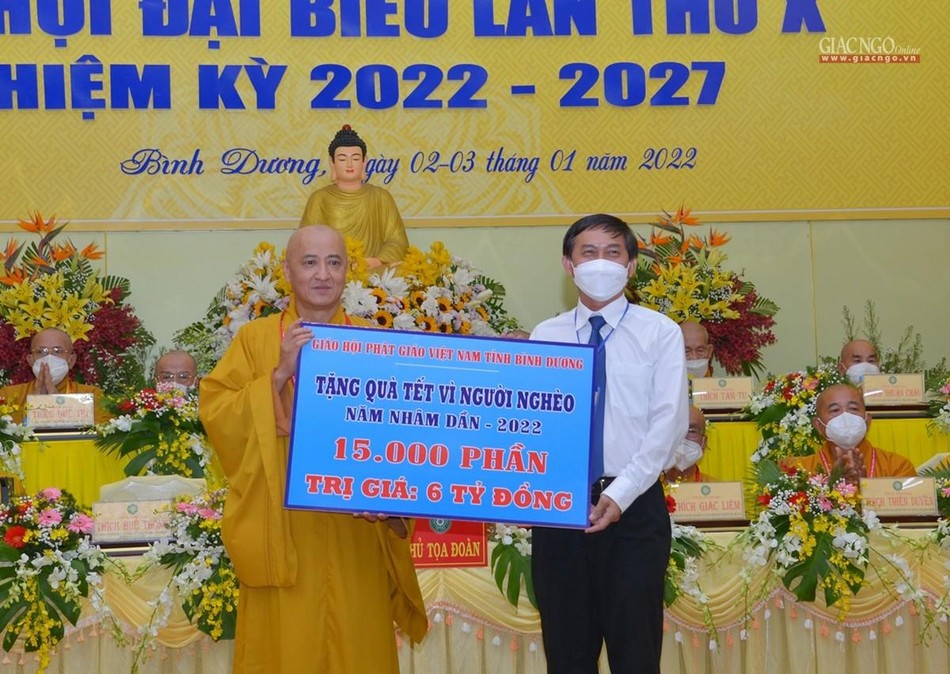 HỘI ĐẠI BIỂU LẦN THỨ X
NHIỆM KỲ 2022 - 2027
Bình Dương, ngày 02-03 tháng 01 năm 2022
GIACNGO Online
www.giacngo.vn
GIÁO HỘI PHẬT GIÁO VIỆT NAM TỈNH BÌNH DƯƠNG
TẶNG QUÀ TẾT VÌ NGƯỜI NGHÈO
NĂM NHÂM DẦN - 2022
15.000 PHẦN
TRỊ GIÁ: 6 TỶ ĐỒNG
THÍCH HUỆ THÔNG
THÍCH GIÁC LIÊM
THÍCH THIỆN DUYÊN
CHỦ TỌA ĐOÀN